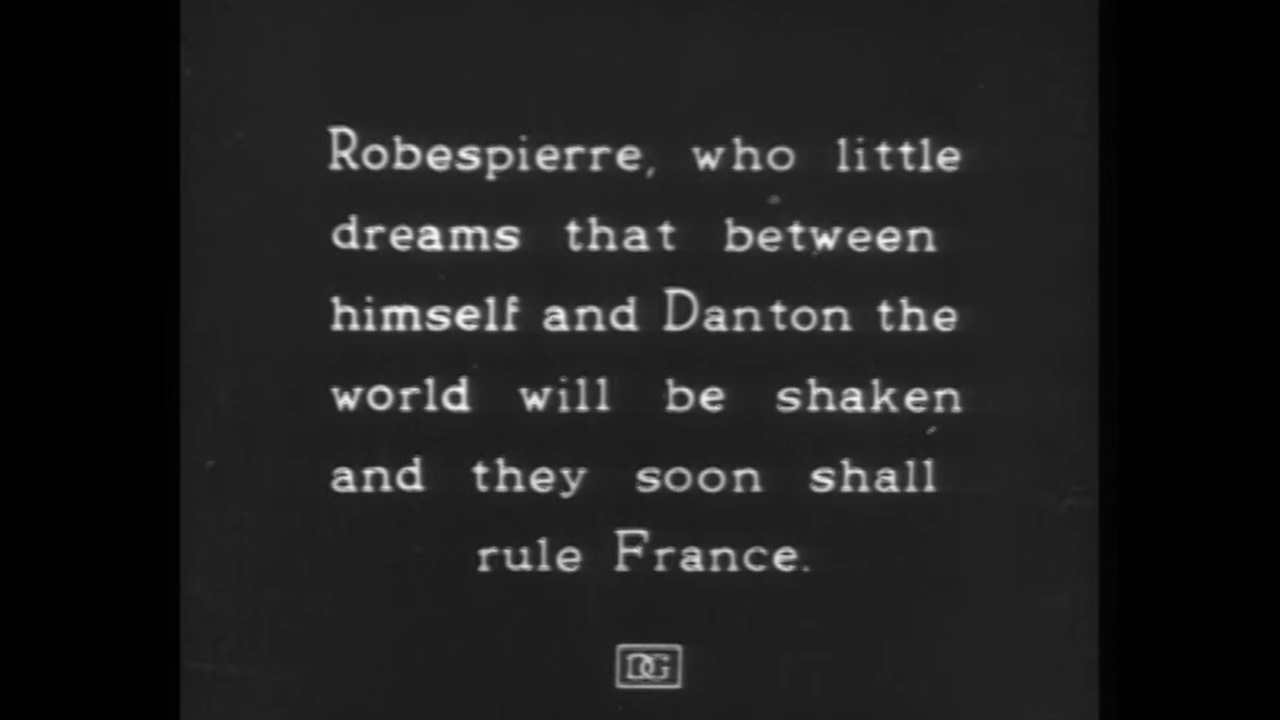 Robespierre, who little
dreams that between
himself and Danton the
world will be shaken
and they soon shall
rule France.
DG